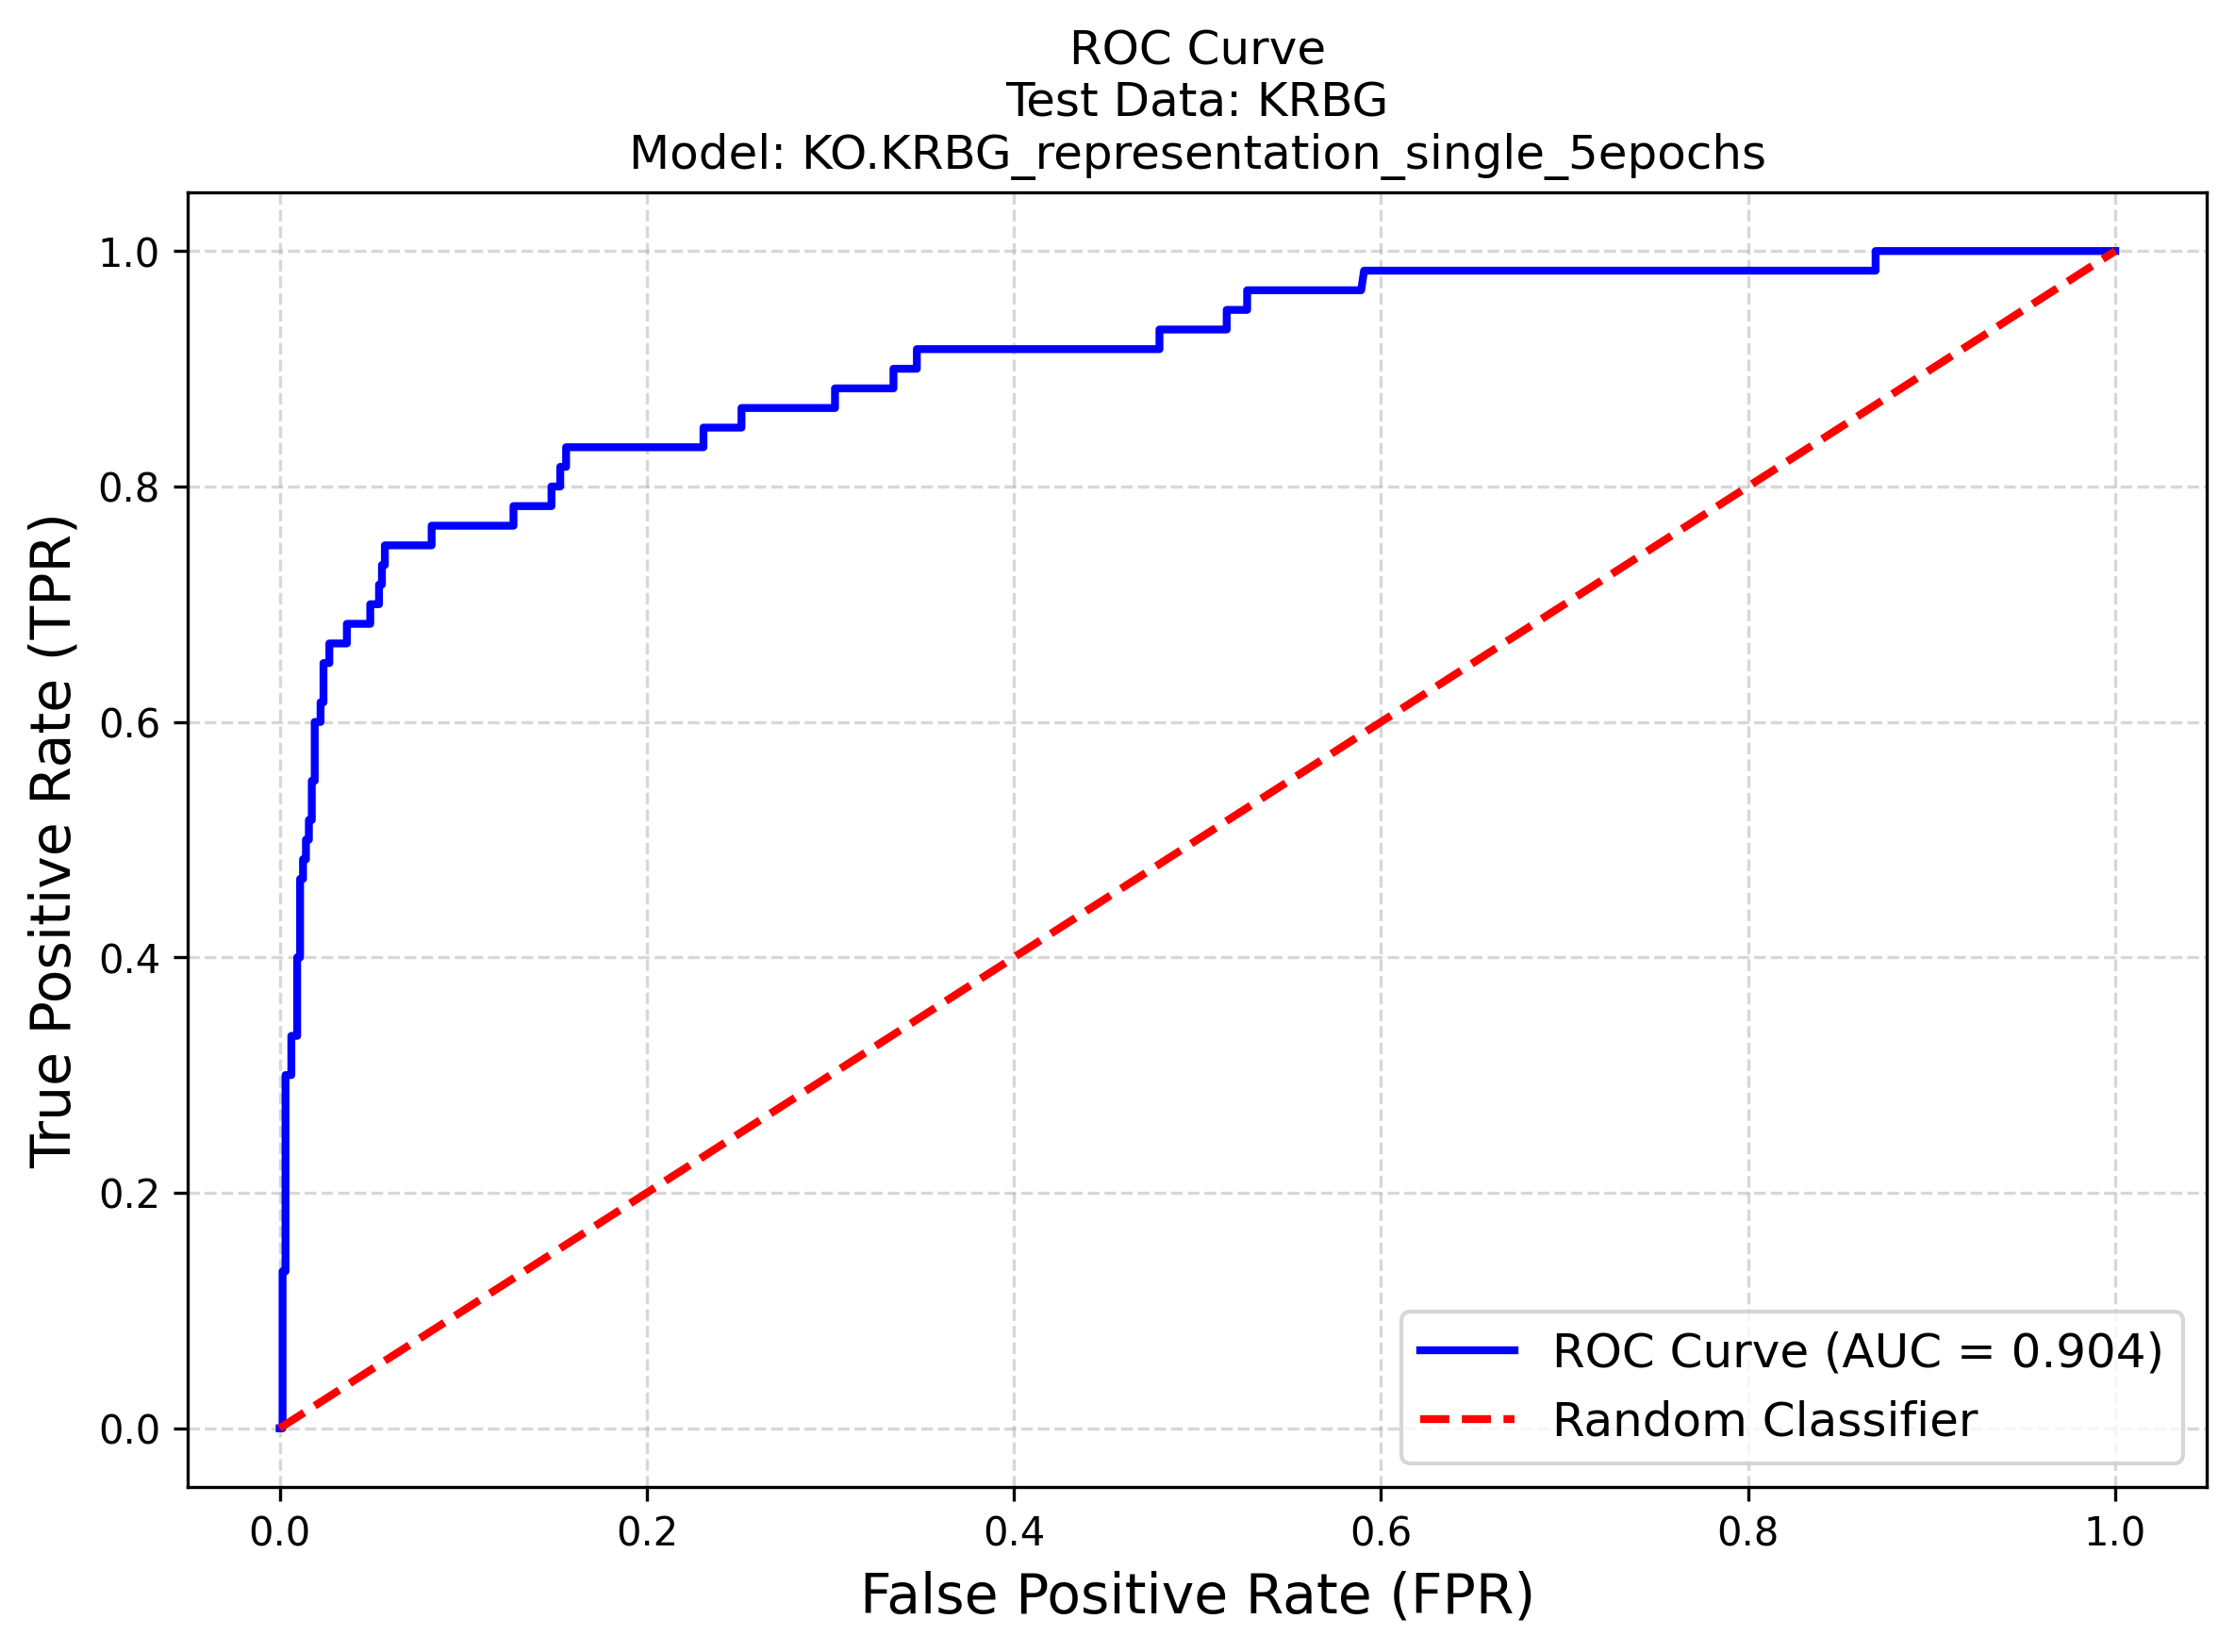 ROC Curve
Test Data: KRBG
Model: KO.KRBG_representation_single_5epochs
True Positive Rate (TPR)
1.0
0.8
0.6
0.4
0.2
0.0
ROC Curve (AUC = 0.904)
Random Classifier
0.0 0.2 0.4 0.6 0.8 1.0
False Positive Rate (FPR)